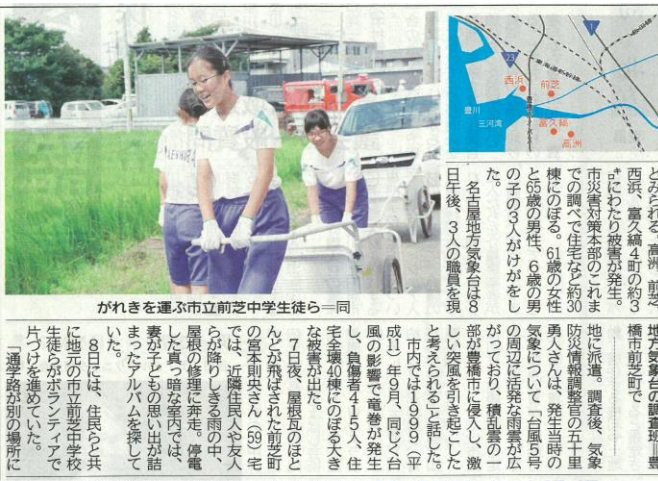 1
23
東海道新幹線
西浜
前芝
豊川
三河湾
富久縞
高洲
とみられる。高洲、前芝、
西浜、富久縞4町の約3
㌔にわたり被害が発生。
市災害対策本部のこれま
での調べで住宅など約30
棟にのぼる。61歳の女性
と65歳の男性、6歳の男
の子の3人がけがをし
た。
名古屋地方気象台は8
日午後、3人の職員を現
がれきを運ぶ市立前芝中学生徒ら＝同
地方気象台の調査班＝豊
橋市前芝町で
地に派遣。調査後、気象
防災情報調整官の五十里
勇人さんは、発生当時の
気象について「台風5号
の周辺に活発な雨雲が広
がっており、積乱雲の一
部が豊橋市に侵入し、激
しい突風を引き起こした
と考えられる」と話した。
市内では1999（平
成11）年9月、同じく台
風の影響で竜巻が発生
し、負傷者415人、住
宅全壊40棟にのぼる大き
な被害が出た。
7日夜、屋根瓦のほと
んどが飛ばされた前芝町
の宮本則央さん（59）宅
では、近隣住民人や友人
らが降りしきる雨の中、
屋根の修理に奔走。停電
した真っ暗な室内では、
妻が子どもの思い出が詰
まったアルバムを探して
いた。
8日には、住民らと共
に地元の市立前芝中学校
生徒らがボランティアで
片づけを進めていた。
「通学路が別の場所に